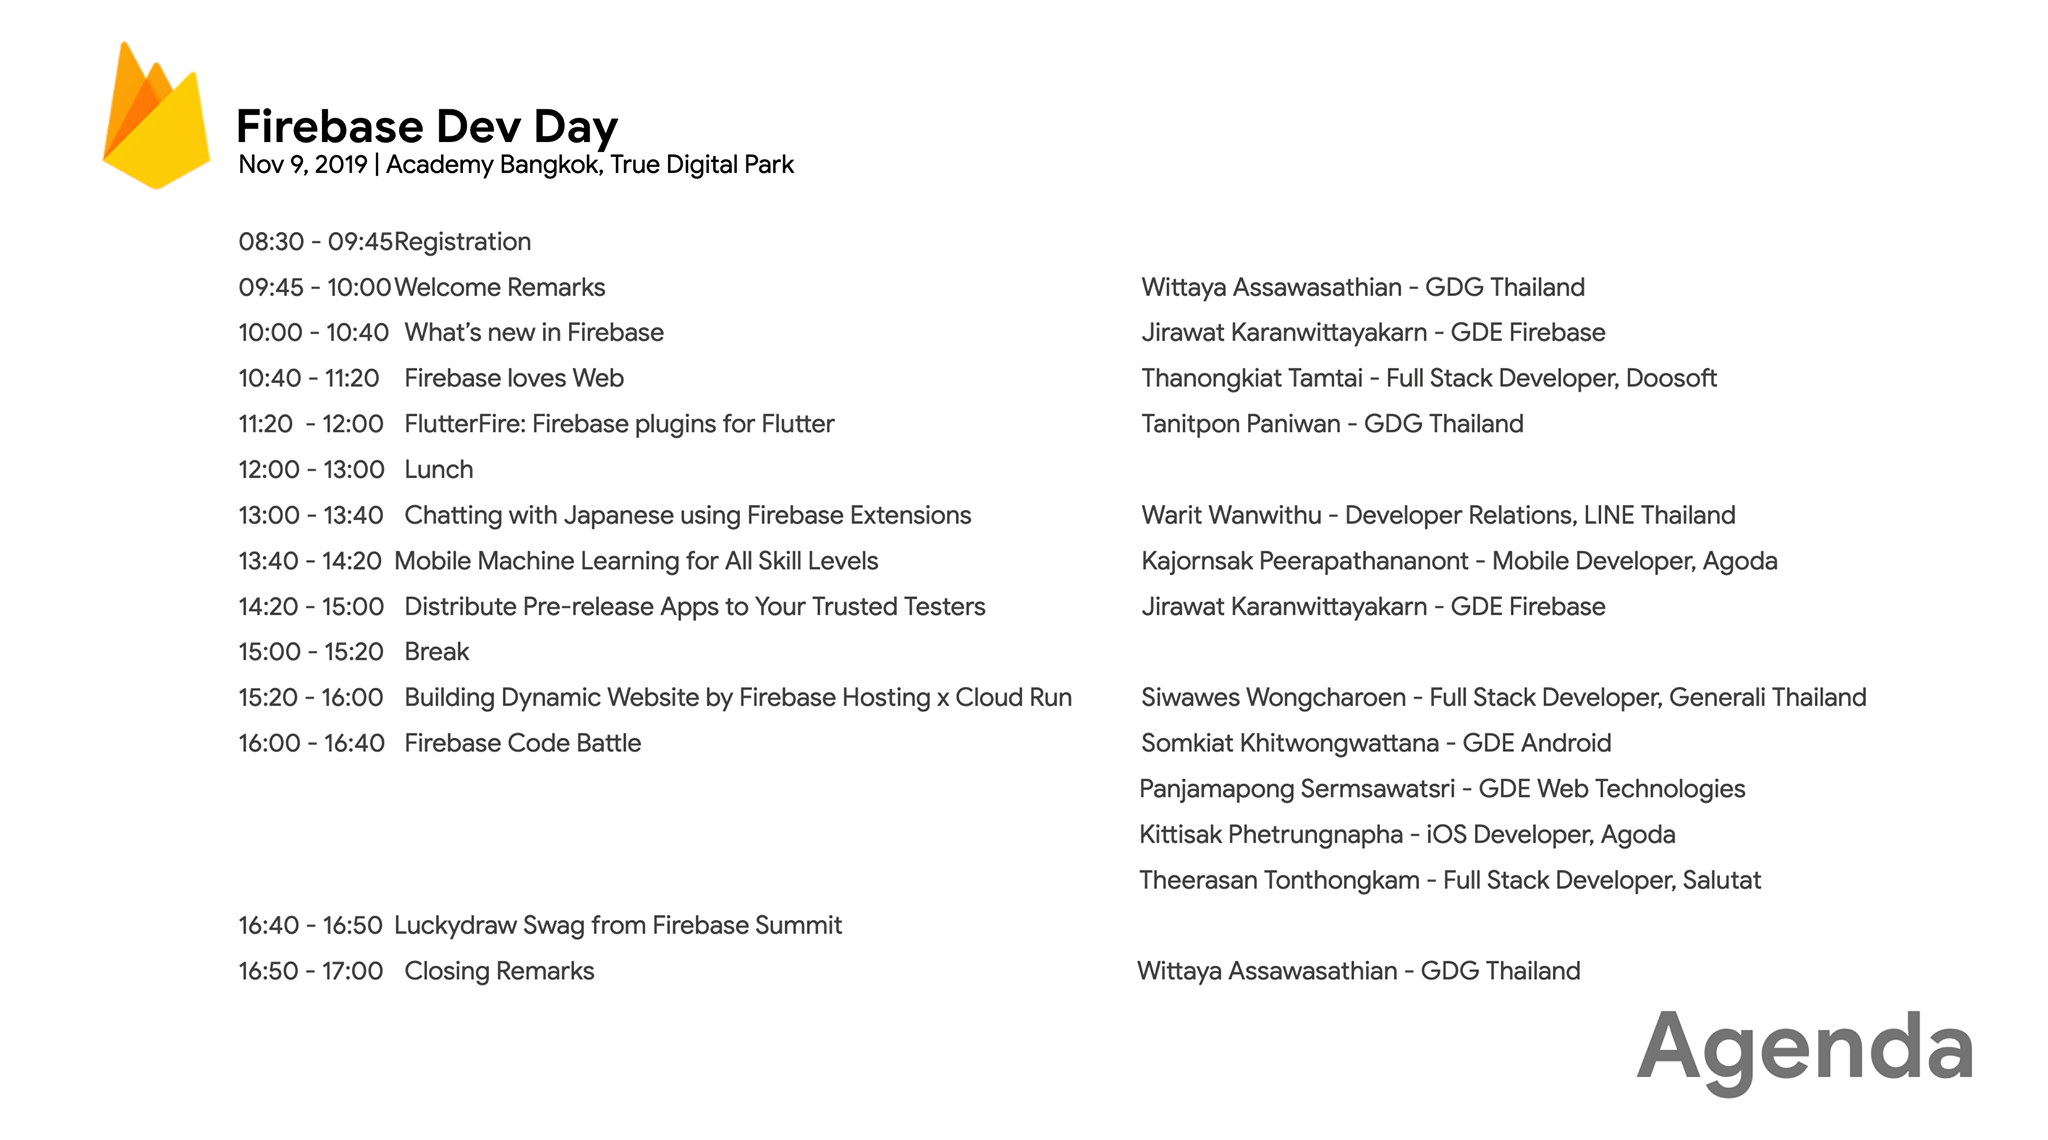 Firebase Dev Day
Nov 9, 2019 | Academy Bangkok, True Digital Park
08:30 - 09:45 Registration
09:45 - 10:00 Welcome Remarks Wittaya Assawasathian - GDG Thailand
10:00 - 10:40 What's new in Firebase Jirawat Karanwittayakarn - GDE Firebase
10:40 - 11:20 Firebase loves Web Thanongkiat Tamtai - Full Stack Developer, Doosoft
11:20 - 12:00 FlutterFire: Firebase plugins for Flutter Tanitpon Paniwan - GDG Thailand
12:00 - 13:00 Lunch
13:00 - 13:40 Chatting with Japanese using Firebase Extensions Warit Wanwithu - Developer Relations, LINE Thailand
13:40 - 14:20 Mobile Machine Learning for All Skill Levels Kajornsak Peerapathananont - Mobile Developer, Agoda
14:20 - 15:00 Distribute Pre-release Apps to Your Trusted Testers Jirawat Karanwittayakarn - GDE Firebase
15:00 - 15:20 Break
15:20 - 16:00 Building Dynamic Website by Firebase Hosting x Cloud Run Siwawes Wongcharoen - Full Stack Developer, Generali Thailand
16:00 - 16:40 Firebase Code Battle Somkiat Khitwongwattana - GDE Android
Panjamapong Sermsawatsri - GDE Web Technologies
Kittisak Phetrungnapha - iOS Developer, Agoda
Theerasan Tonthongkam - Full Stack Developer, Salutat
16:40 - 16:50 Luckydraw Swag from Firebase Summit
16:50 - 17:00 Closing Remarks Wittaya Assawasathian - GDG Thailand
Agenda